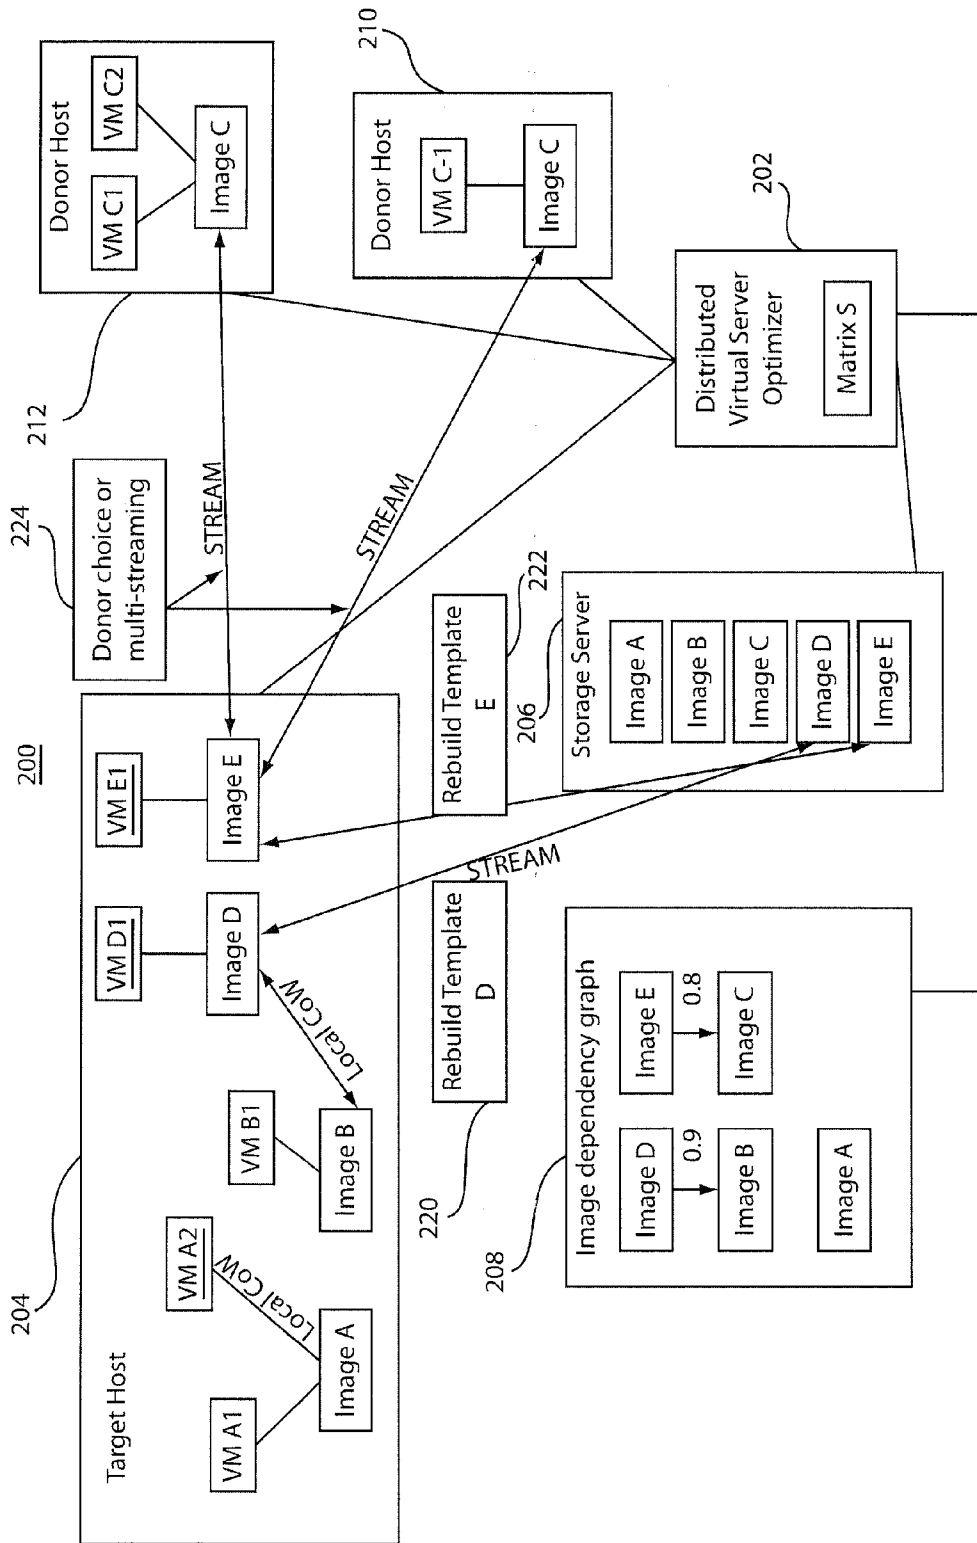 200
204
Target Host
VM A1
VM A2
Local CoW
Image A
VM B1
Image B
Local CoW
VM D1
Image D
VM E1
Image E
224
Donor choice or
multi-streaming
STREAM
STREAM
212
Donor Host
VM C1
VM C2
Image C
210
Donor Host
VM C-1
Image C
220
Rebuild Template
D
222
Rebuild Template
E
STREAM
208
Image dependency graph
Image D
0.9
Image B
Image E
0.8
Image C
Image A
206
Storage Server
Image A
Image B
Image C
Image D
Image E
202
Distributed
Virtual Server
Optimizer
Matrix S